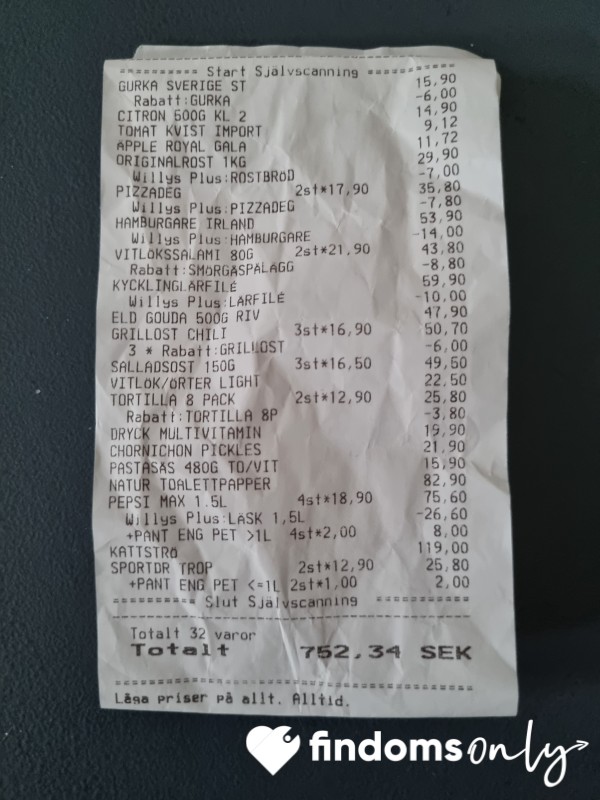 ========= Start Självscanning =========
GURKA SVERIGE ST 15,90
Rabatt:GURKA -6,00
CITRON 500G KL 2 14,90
TOMAT KVIST IMPORT 9,12
APPLE ROYAL GALA 11,72
ORIGINALROST 1KG 29,90
Willys Plus:ROSTBRÖD -7,00
PIZZADEG 2st*17,90 35,80
Willys Plus:PIZZADEG -7,80
HAMBURGARE IRLAND 53,90
Willys Plus:HAMBURGARE -14,00
VITLÖKSSALAMI 80G 2st*21,90 43,80
Rabatt:SMÖRGÅSPÅLÄGG -8,80
KYCKLINGLÅRFILÉ 59,90
Willys Plus:LÅRFILÉ -10,00
ELD GOUDA 500G RIV 47,90
GRILLOST CHILI 3st*16,90 50,70
3 * Rabatt:GRILLOST -6,00
SALLADSOST 150G 3st*16,50 49,50
VITLÖK/ÖRTER LIGHT 22,50
TORTILLA 8 PACK 2st*12,90 25,80
Rabatt:TORTILLA 8P -3,80
DRYCK MULTIVITAMIN 19,90
CHORNICHON PICKLES 21,90
PASTASÅS 480G TO/VIT 15,90
NATUR TOALETTPAPPER 82,90
PEPSI MAX 1.5L 4st*18,90 75,60
Willys Plus:LÄSK 1,5L -26,60
+PANT ENG PET >1L 4st*2,00 8,00
KATTSTRÖ 119,00
SPORTDR TROP 2st*12,90 25,80
+PANT ENG PET <=1L 2st*1,00 2,00
========= Slut Självscanning =========
Totalt 32 varor
Totalt 752,34 SEK
Låga priser på allt. Alltid.
findomsonly